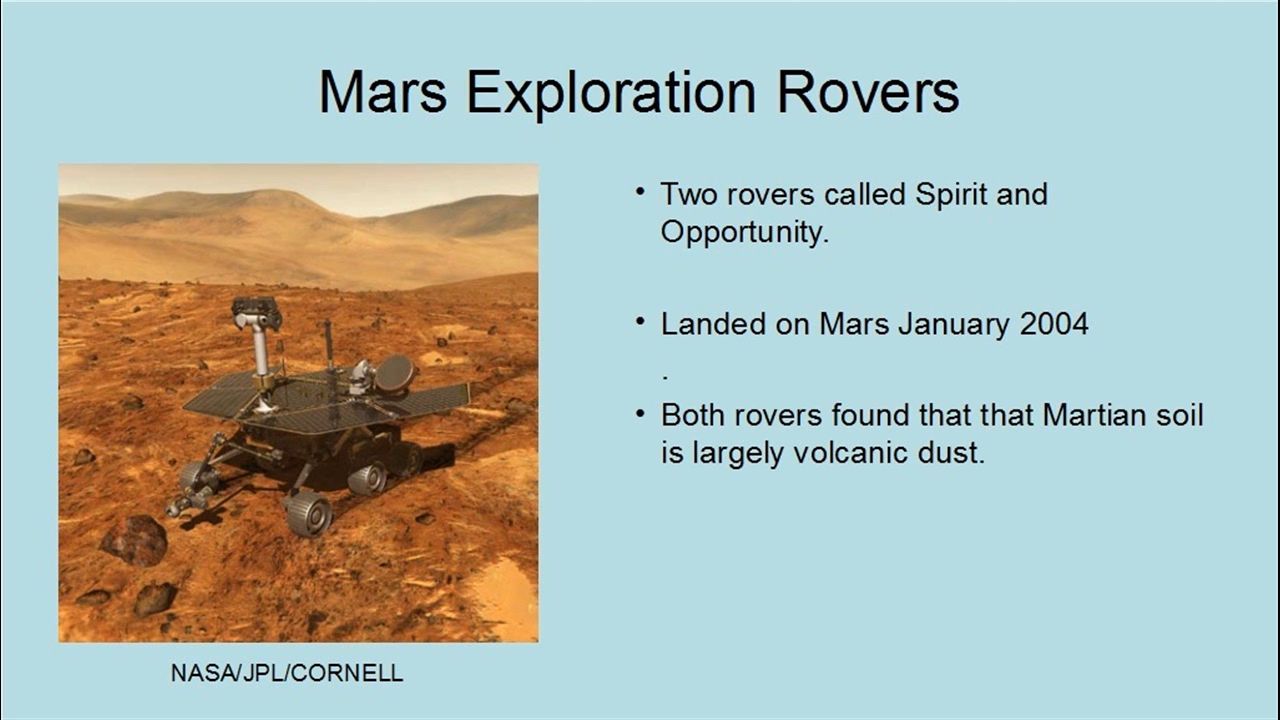 Mars Exploration Rovers
• Two rovers called Spirit and
Opportunity.
• Landed on Mars January 2004
.
• Both rovers found that that Martian soil
is largely volcanic dust.
NASA/JPL/CORNELL